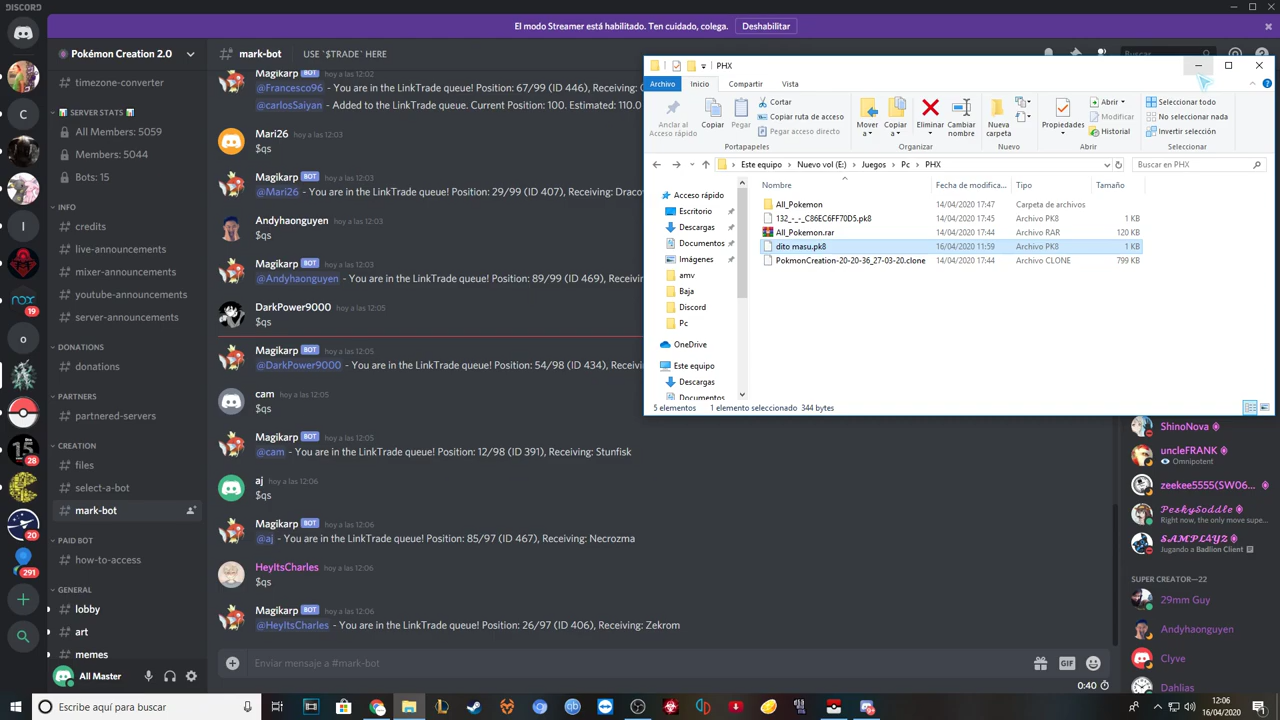 DISCORD
El modo Streamer está habilitado. Ten cuidado, colega.
Deshabilitar
Pokémon Creation 2.0
mark-bot
USE `$TRADE` HERE
Buscar
timezone-converter
SERVER STATS
All Members: 5059
Members: 5044
Bots: 15
INFO
credits
live-announcements
mixer-announcements
youtube-announcements
server-announcements
DONATIONS
donations
PARTNERS
partnered-servers
CREATION
files
select-a-bot
mark-bot
PAID BOT
how-to-access
GENERAL
lobby
art
memes
All Master
nox
19
o
15
28
20
291
Magikarp BOT hoy a las 12:02
@Francesco96 - You are in the LinkTrade queue! Position: 67/99 (ID 446), Receiving:
@carlosSaiyan - Added to the LinkTrade queue. Current Position: 100. Estimated: 110.0
Mari26 hoy a las 12:03
$qs
Magikarp BOT hoy a las 12:03
@Mari26 - You are in the LinkTrade queue! Position: 29/99 (ID 407), Receiving: Dracov
Andyhaonguyen hoy a las 12:03
$qs
Magikarp BOT hoy a las 12:03
@Andyhaonguyen - You are in the LinkTrade queue! Position: 89/99 (ID 469), Receiving:
DarkPower9000 hoy a las 12:05
$qs
Magikarp BOT hoy a las 12:05
@DarkPower9000 - You are in the LinkTrade queue! Position: 54/98 (ID 434), Receiving:
cam hoy a las 12:05
$qs
Magikarp BOT hoy a las 12:05
@cam - You are in the LinkTrade queue! Position: 12/98 (ID 391), Receiving: Stunfisk
aj hoy a las 12:06
$qs
Magikarp BOT hoy a las 12:06
@aj - You are in the LinkTrade queue! Position: 85/97 (ID 467), Receiving: Necrozma
HeyItsCharles hoy a las 12:06
$qs
Magikarp BOT hoy a las 12:06
@HeyItsCharles - You are in the LinkTrade queue! Position: 26/97 (ID 406), Receiving: Zekrom
Enviar mensaje a #mark-bot
GIF
0:40
PHX
Archivo Inicio Compartir Vista
Anclar al Acceso rápido
Copiar
Pegar
Cortar
Copiar ruta de acceso
Pegar acceso directo
Portapapeles
Mover a
Copiar a
Eliminar
Cambiar nombre
Organizar
Nueva carpeta
Nuevo
Propiedades
Abrir
Modificar
Historial
Abrir
Seleccionar todo
No seleccionar nada
Invertir selección
Seleccionar
Este equipo > Nuevo vol (E:) > Juegos > Pc > PHX
Buscar en PHX
Acceso rápido
Escritorio
Descargas
Documentos
Imágenes
amv
Baja
Discord
Pc
OneDrive
Este equipo
Descargas
Documentos
Nombre Fecha de modifica... Tipo Tamaño
All_Pokemon 14/04/2020 17:47 Carpeta de archivos
132_-_-_C86EC6FF70D5.pk8 14/04/2020 17:45 Archivo PK8 1 KB
All_Pokemon.rar 14/04/2020 17:44 Archivo RAR 120 KB
dito masu.pk8 16/04/2020 11:59 Archivo PK8 1 KB
PokmonCreation-20-20-36_27-03-20.clone 14/04/2020 17:44 Archivo CLONE 799 KB
5 elementos 1 elemento seleccionado 344 bytes
ShinoNova
uncleFRANK
Omnipotent
zeekee5555(SW06...
PeskySoddle
Right now, the only move supe...
SAMPL4YZ
Jugando a Badlion Client
SUPER CREATOR—22
29mm Guy
Andyhaonguyen
Clyve
Dahlias
Escribe aquí para buscar
12:06
16/04/2020
1